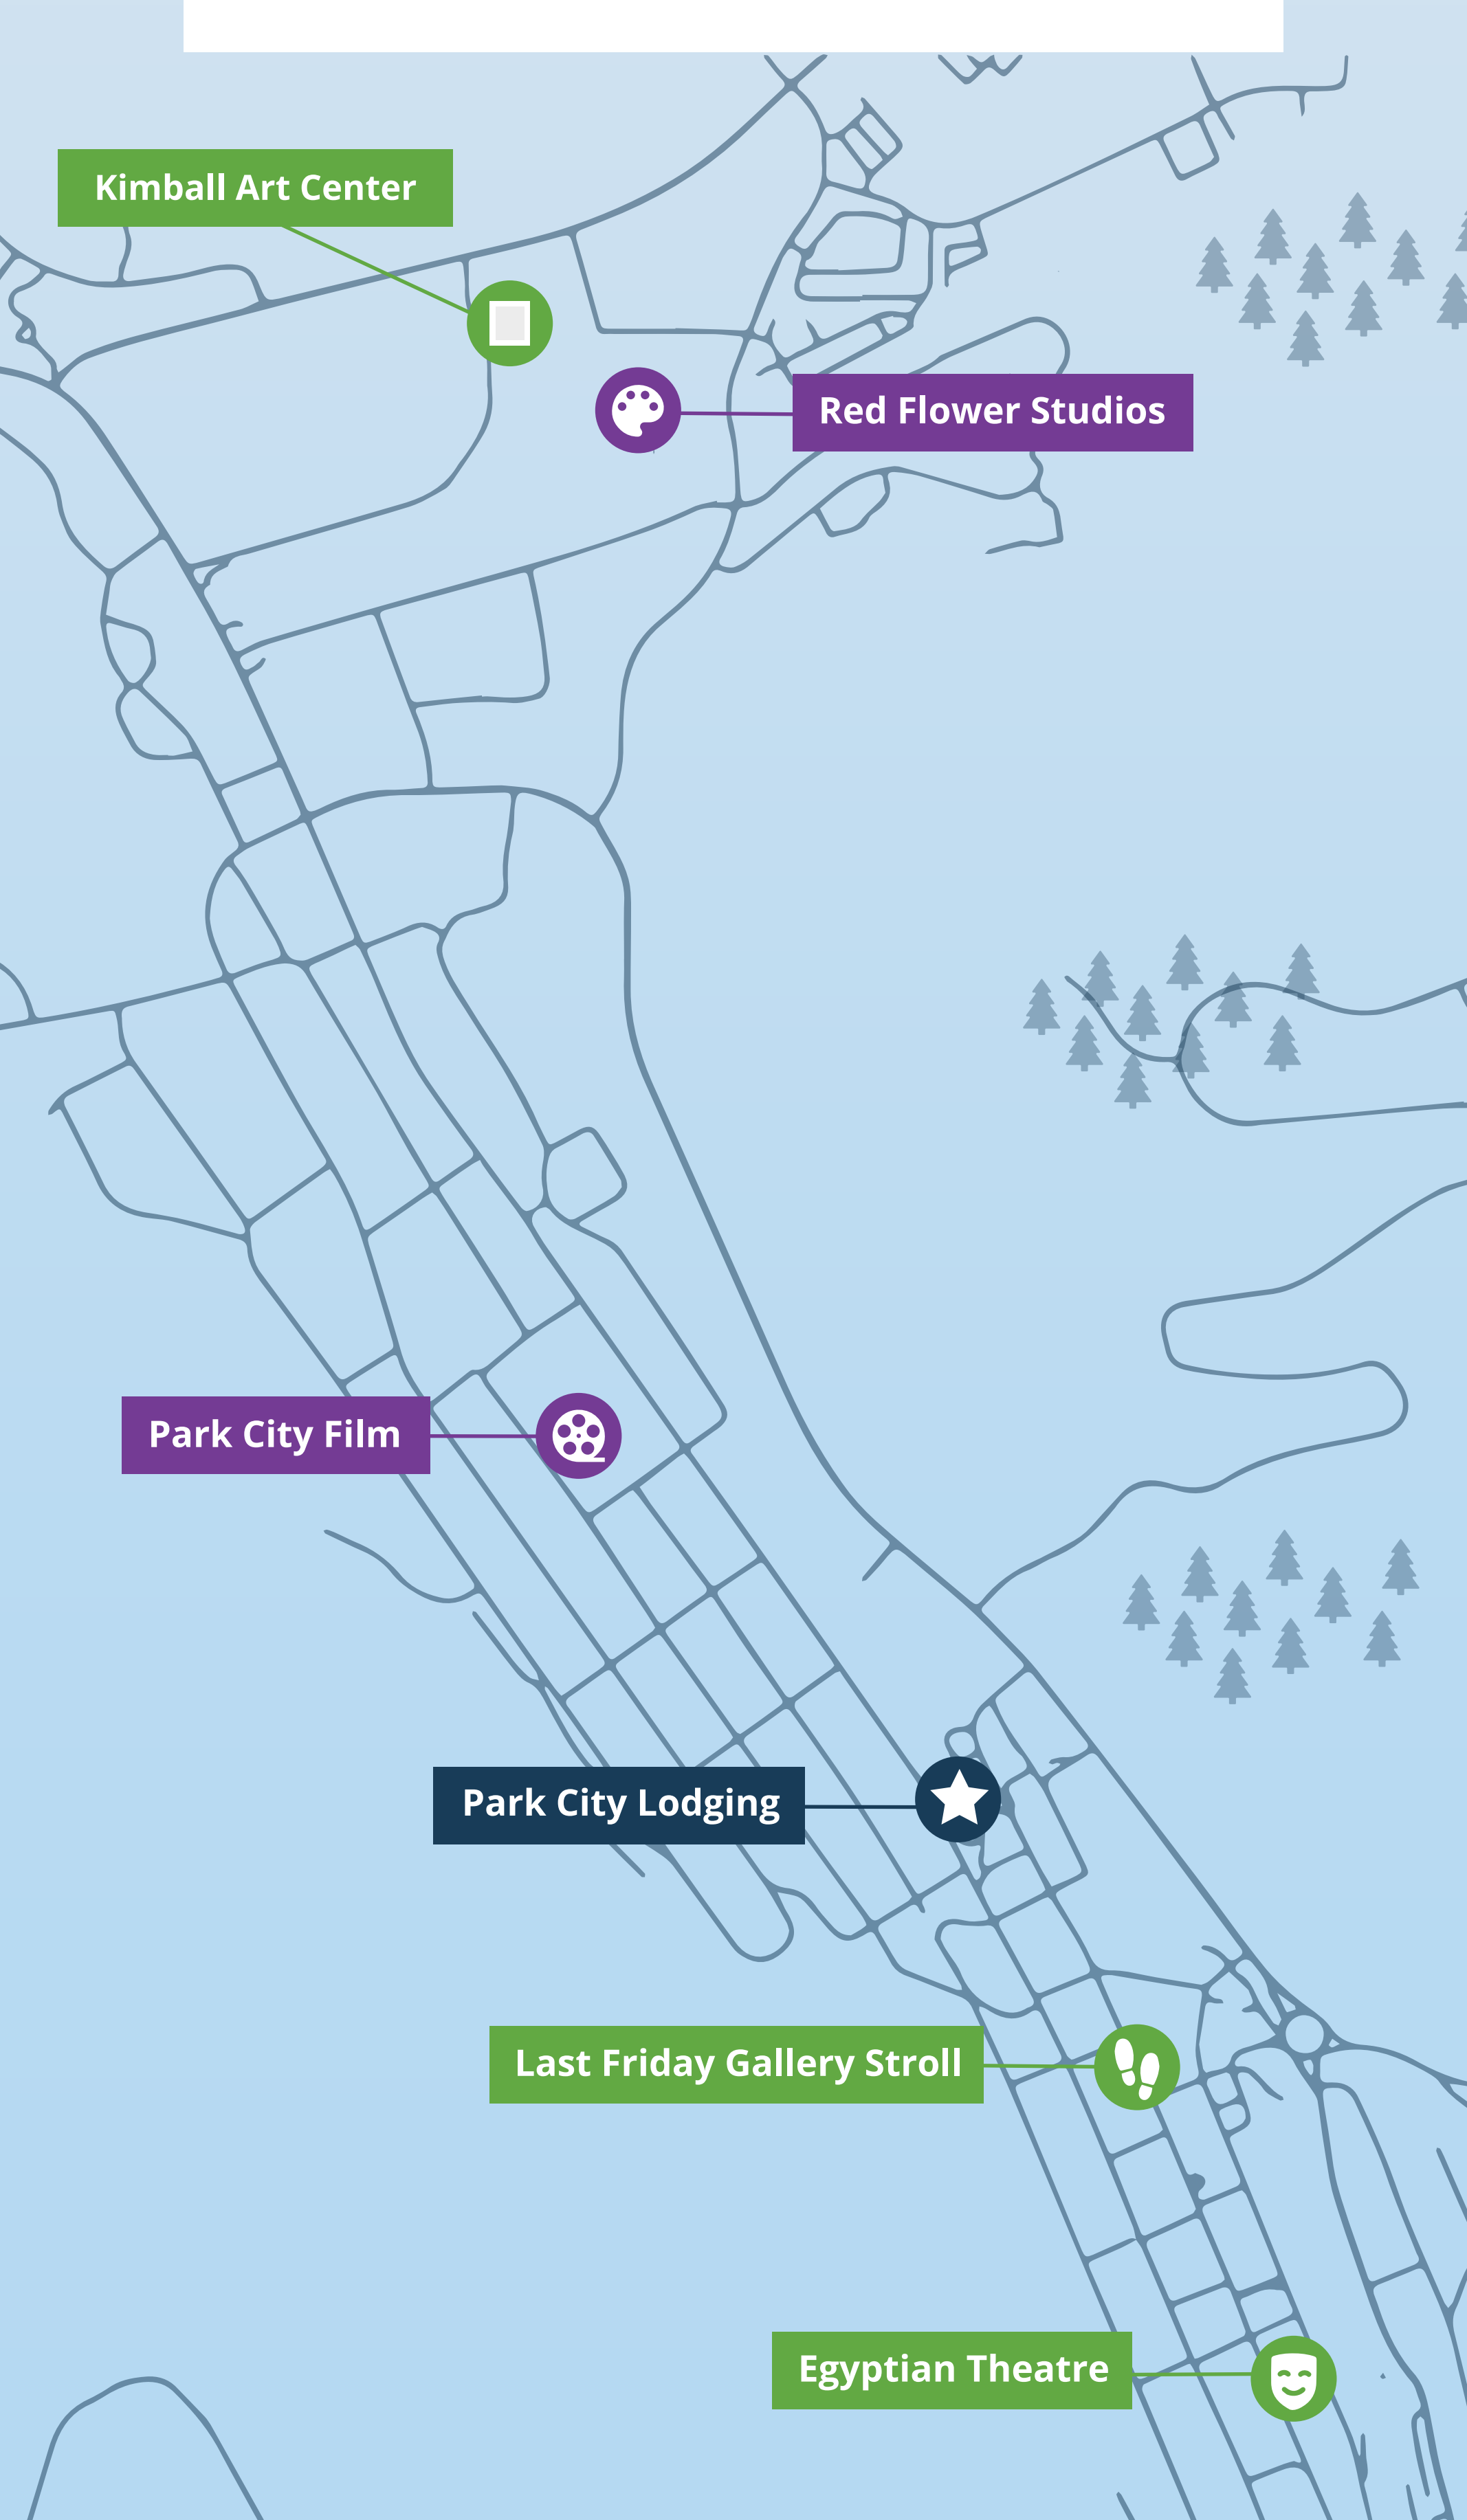 Kimball Art Center
Red Flower Studios
Park City Film
Park City Lodging
Last Friday Gallery Stroll
Egyptian Theatre